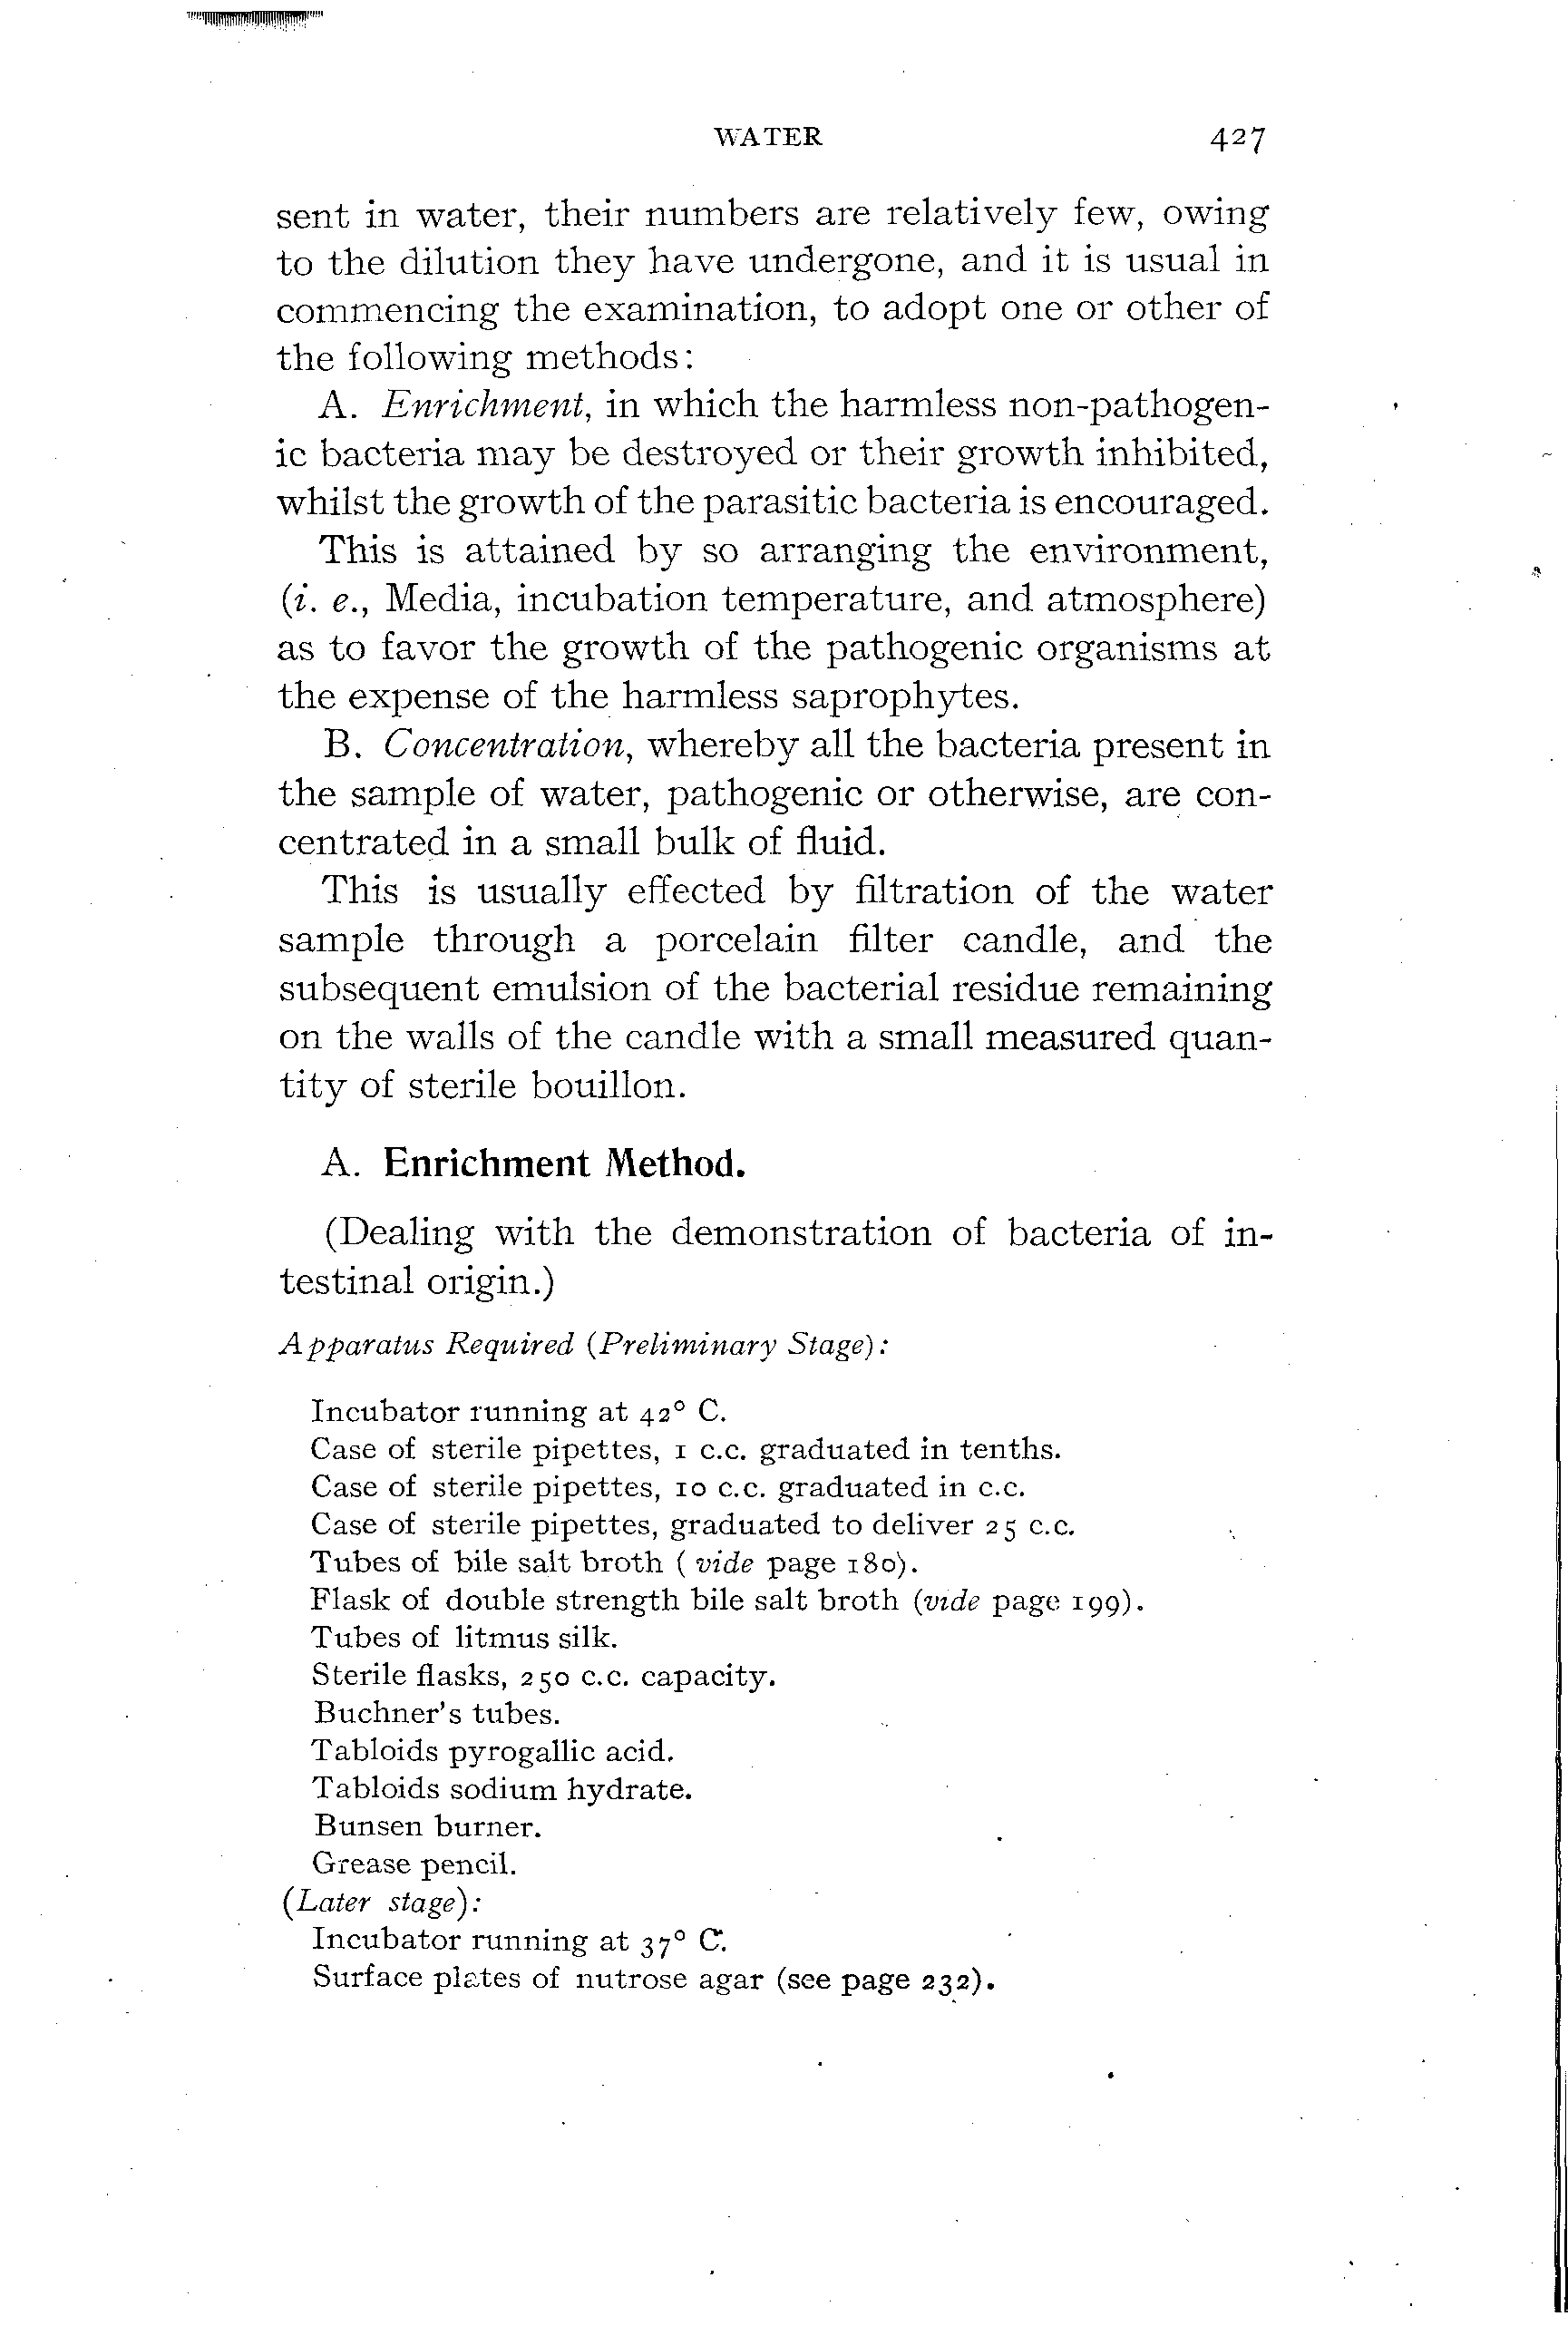 WATER 427
sent in water, their numbers are relatively few, owing
to the dilution they have undergone, and it is usual in
commencing the examination, to adopt one or other of
the following methods:
A. Enrichment, in which the harmless non-pathogen-
ic bacteria may be destroyed or their growth inhibited,
whilst the growth of the parasitic bacteria is encouraged.
This is attained by so arranging the environment,
(i. e., Media, incubation temperature, and atmosphere)
as to favor the growth of the pathogenic organisms at
the expense of the harmless saprophytes.
B. Concentration, whereby all the bacteria present in
the sample of water, pathogenic or otherwise, are con-
centrated in a small bulk of fluid.
This is usually effected by filtration of the water
sample through a porcelain filter candle, and the
subsequent emulsion of the bacterial residue remaining
on the walls of the candle with a small measured quan-
tity of sterile bouillon.
A. Enrichment Method.
(Dealing with the demonstration of bacteria of in-
testinal origin.)
Apparatus Required (Preliminary Stage):
Incubator running at 42° C.
Case of sterile pipettes, 1 c.c. graduated in tenths.
Case of sterile pipettes, 10 c.c. graduated in c.c.
Case of sterile pipettes, graduated to deliver 25 c.c.
Tubes of bile salt broth ( vide page 180).
Flask of double strength bile salt broth (vide page 199).
Tubes of litmus silk.
Sterile flasks, 250 c.c. capacity.
Buchner's tubes.
Tabloids pyrogallic acid.
Tabloids sodium hydrate.
Bunsen burner.
Grease pencil.
(Later stage):
Incubator running at 37° C.
Surface plates of nutrose agar (see page 232).